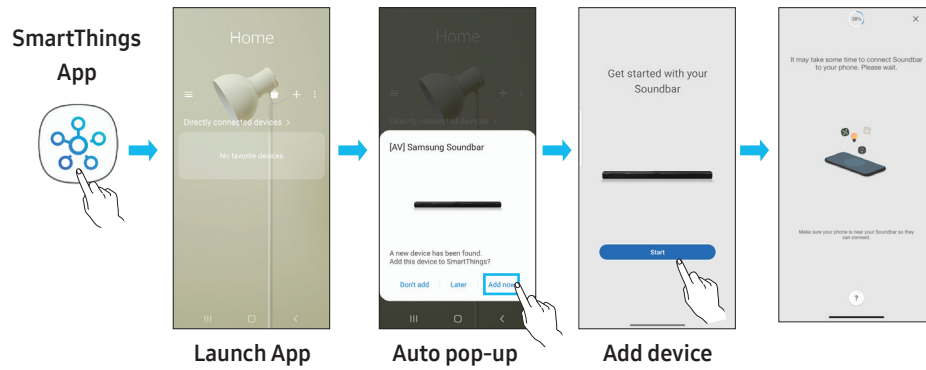 SmartThings
App
Home
Directly connected devices >
No favorite devices
Launch App
Home
Directly connected devices >
[AV] Samsung Soundbar
A new device has been found.
Add this device to SmartThings?
Don't add Later Add now
Auto pop-up
Get started with your
Soundbar
Start
Add device
It may take some time to connect Soundbar
to your phone. Please wait.
Make sure your phone is near your Soundbar so they
can connect.
?